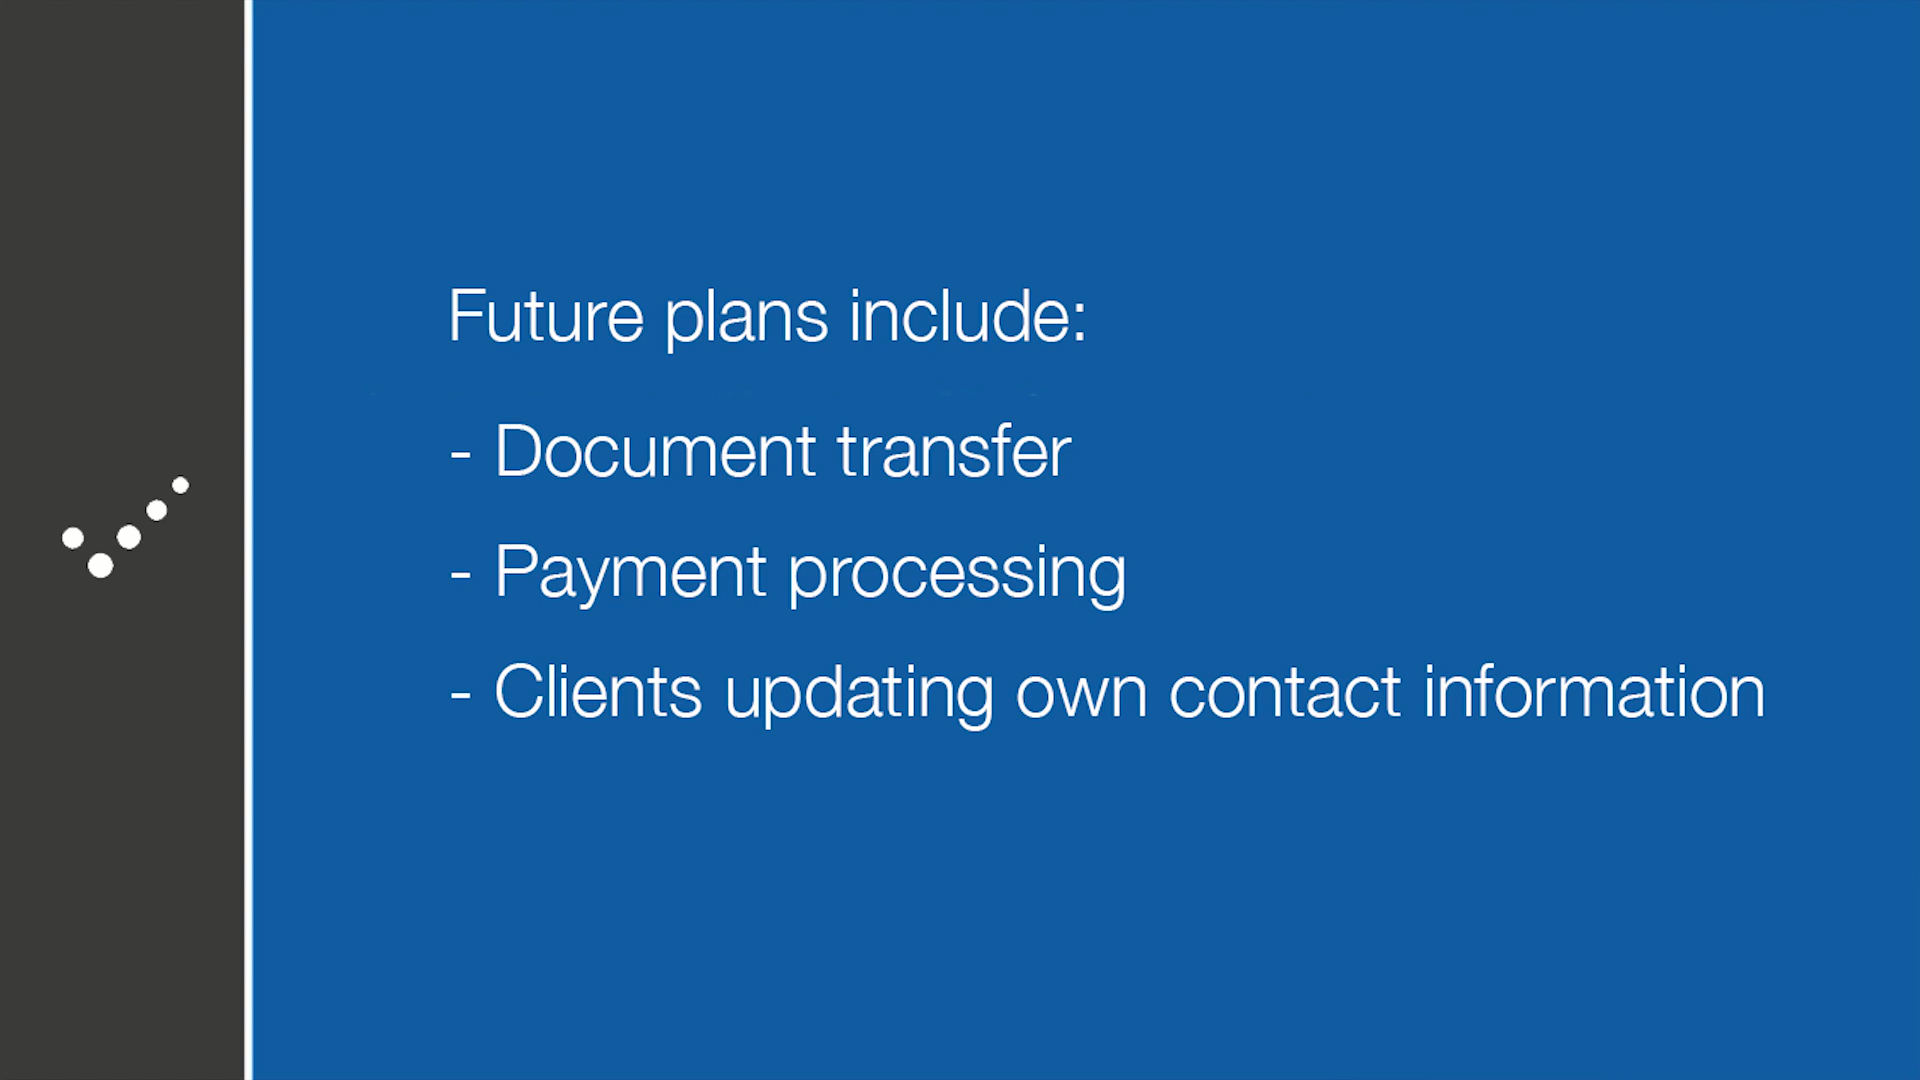 Future plans include:
- Document transfer
- Payment processing
- Clients updating own contact information